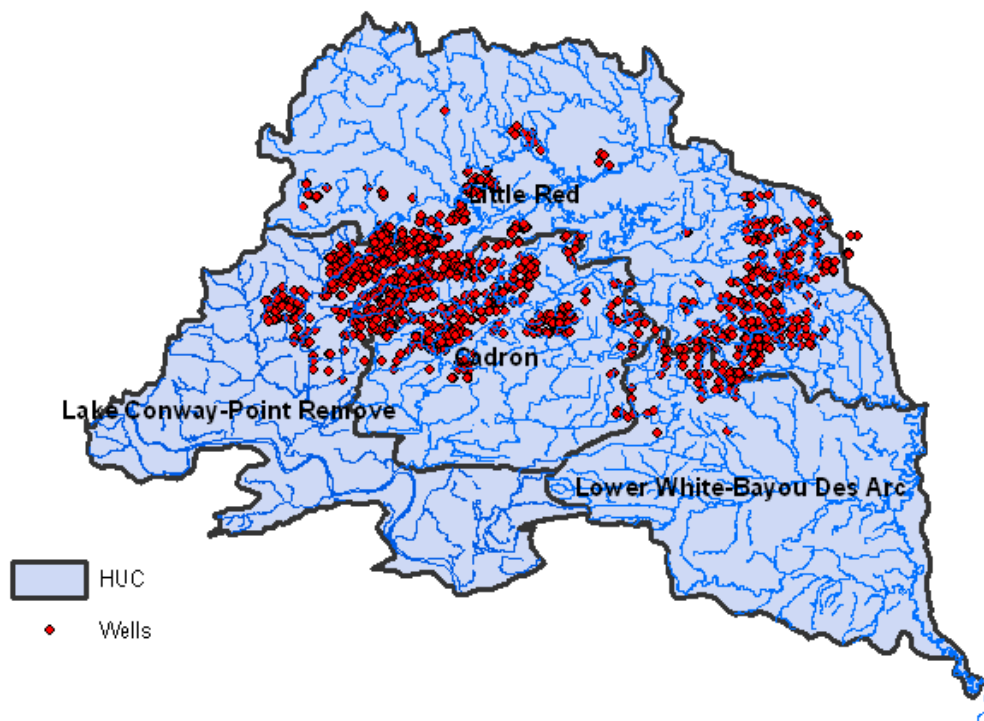 Little Red
Cadron
Lake Conway-Point Remove
Lower White-Bayou Des Arc
HUC
Wells